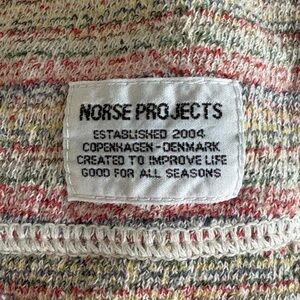 NORSE PROJECTS
ESTABLISHED 2004
COPENHAGEN - DENMARK
CREATED TO IMPROVE LIFE
GOOD FOR ALL SEASONS